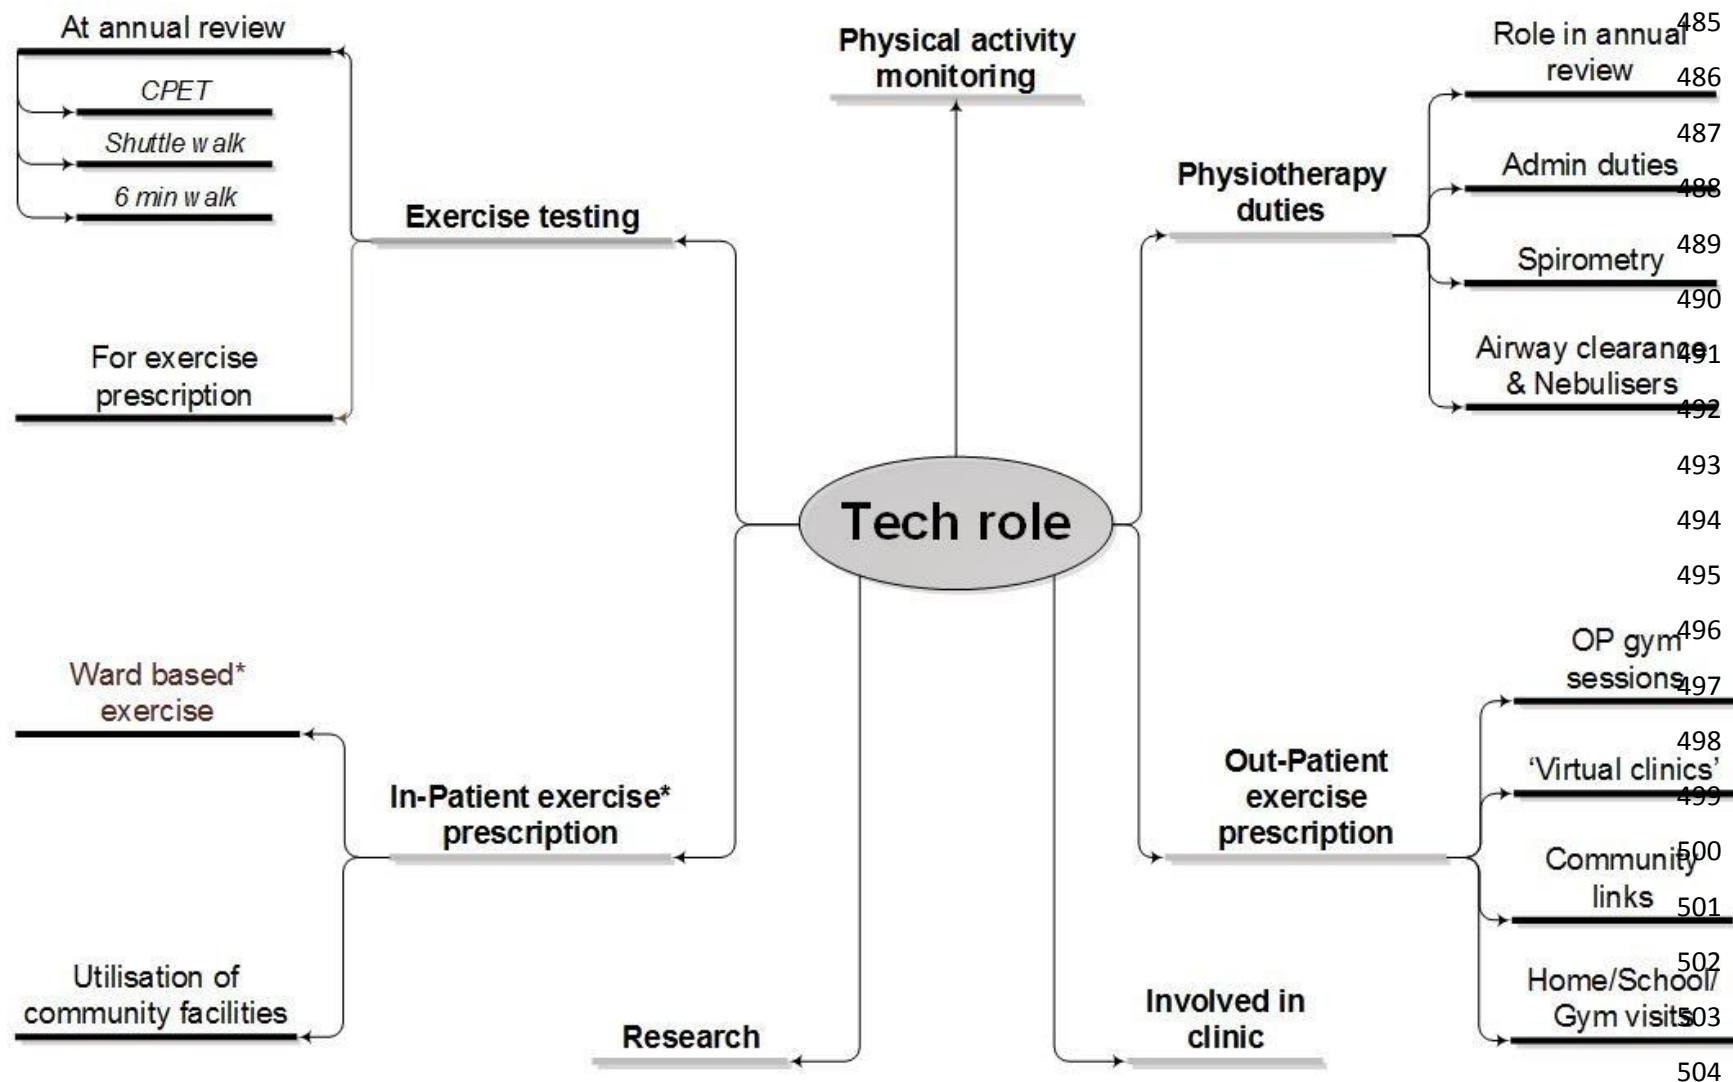 At annual review
CPET
Shuttle walk
6 min walk
Exercise testing
For exercise
prescription
Physical activity
monitoring
Physiotherapy
duties
Role in annual
review
Admin duties
Spirometry
Airway clearance
& Nebulisers
Tech role
Ward based*
exercise
In-Patient exercise*
prescription
Utilisation of
community facilities
Research
Involved in
clinic
Out-Patient
exercise
prescription
OP gym
sessions
‘Virtual clinics’
Community
links
Home/School/
Gym visits
485
486
487
488
489
490
491
492
493
494
495
496
497
498
499
500
501
502
503
504